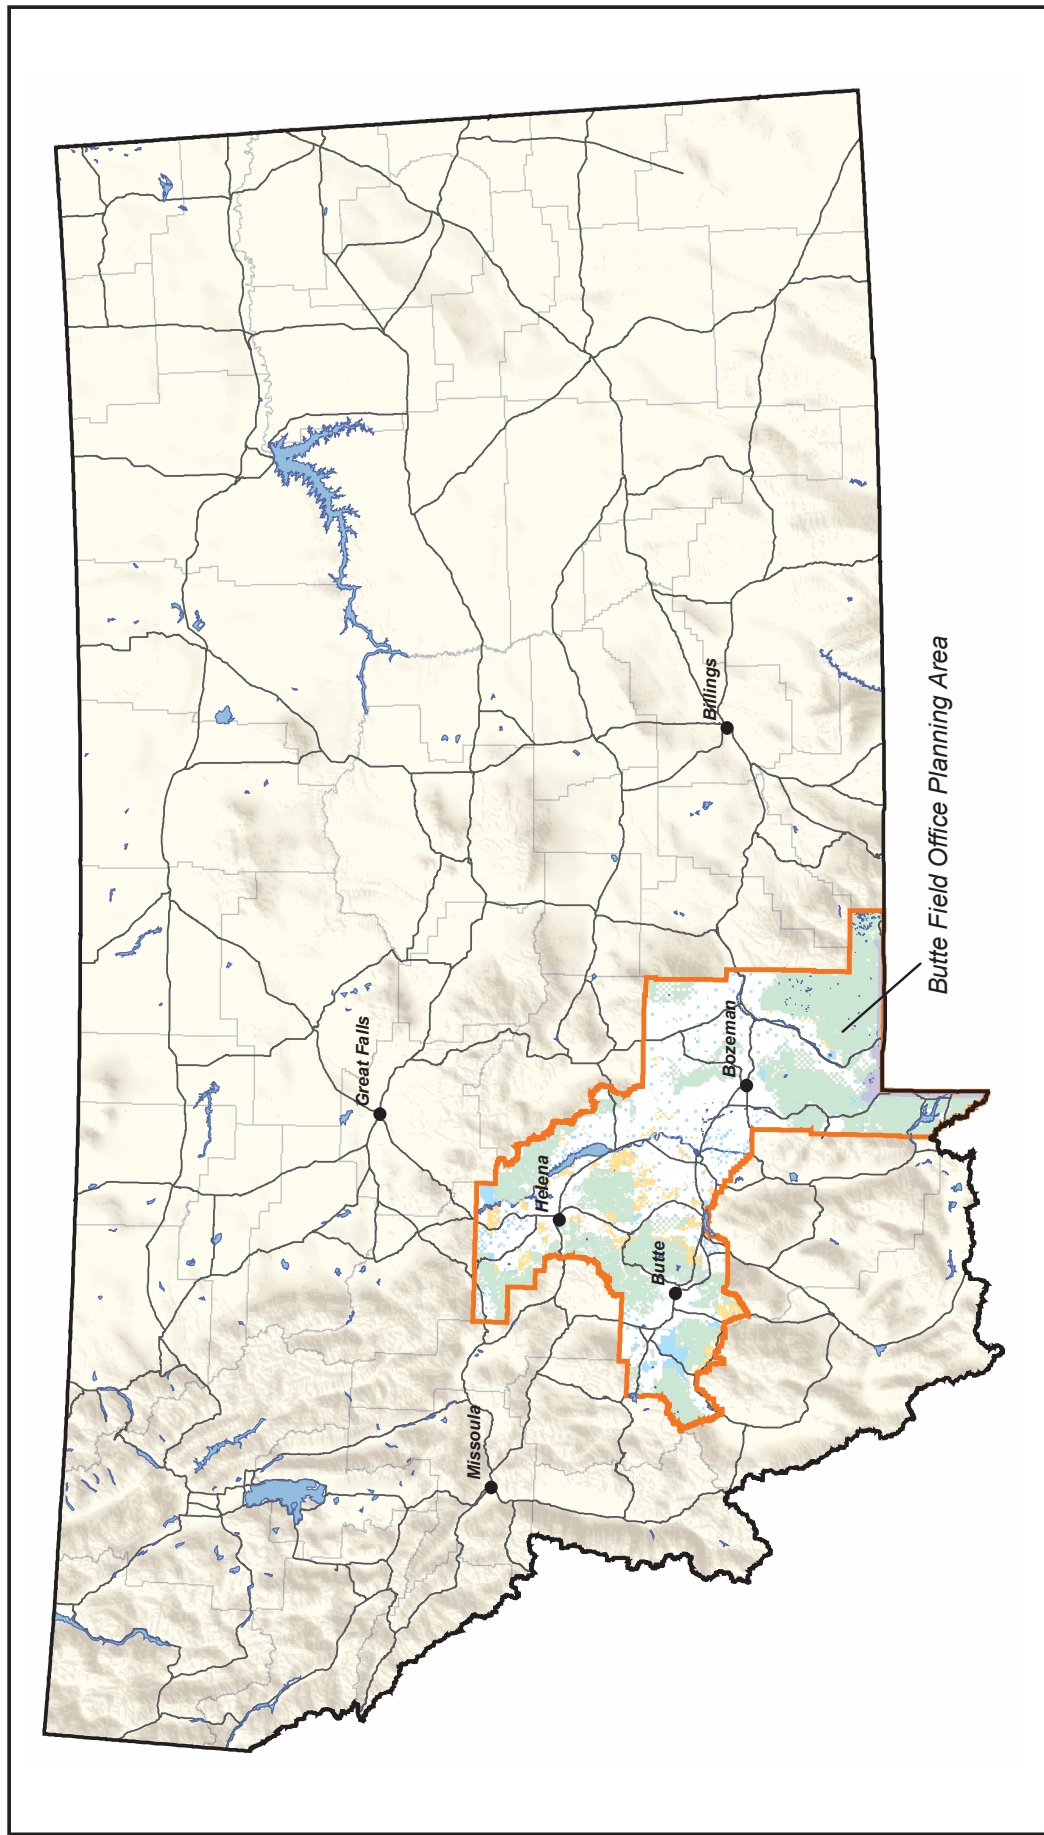 Great Falls
Missoula
Helena
Butte
Bozeman
Billings
Butte Field Office Planning Area